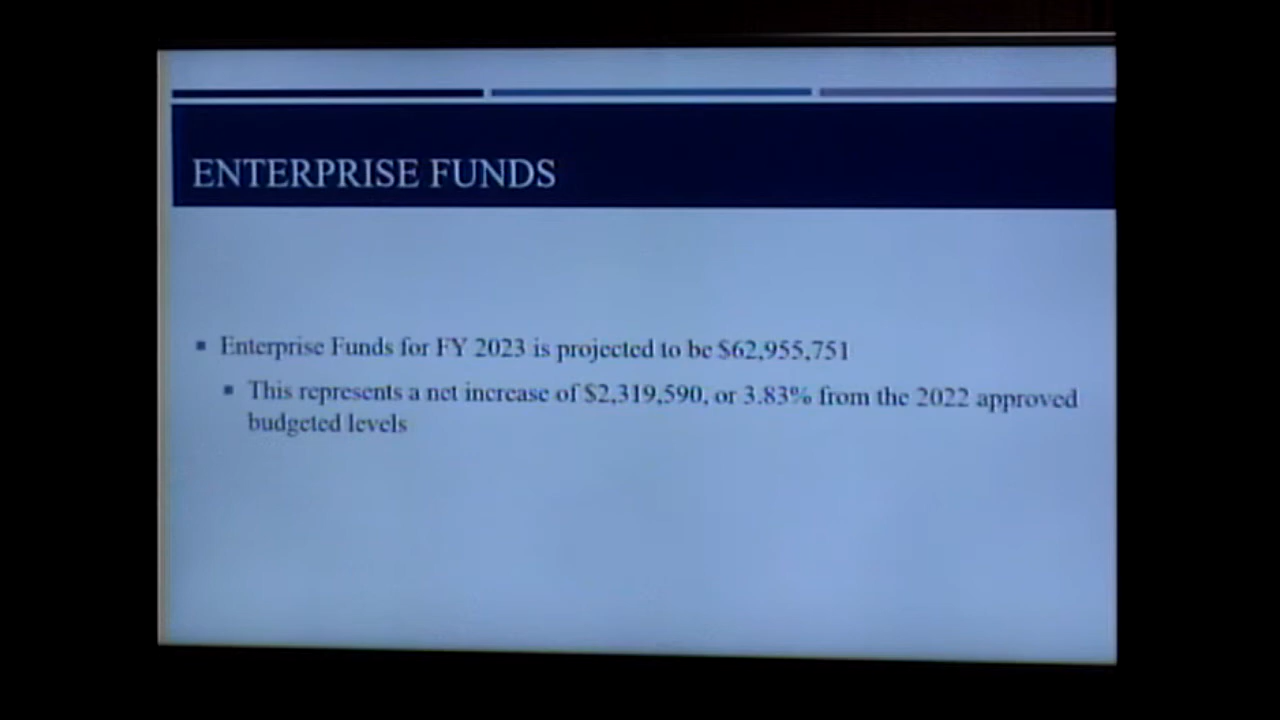 ENTERPRISE FUNDS
▪ Enterprise Funds for FY 2023 is projected to be $62,955,751
▪ This represents a net increase of $2,319,590, or 3.83% from the 2022 approved
budgeted levels